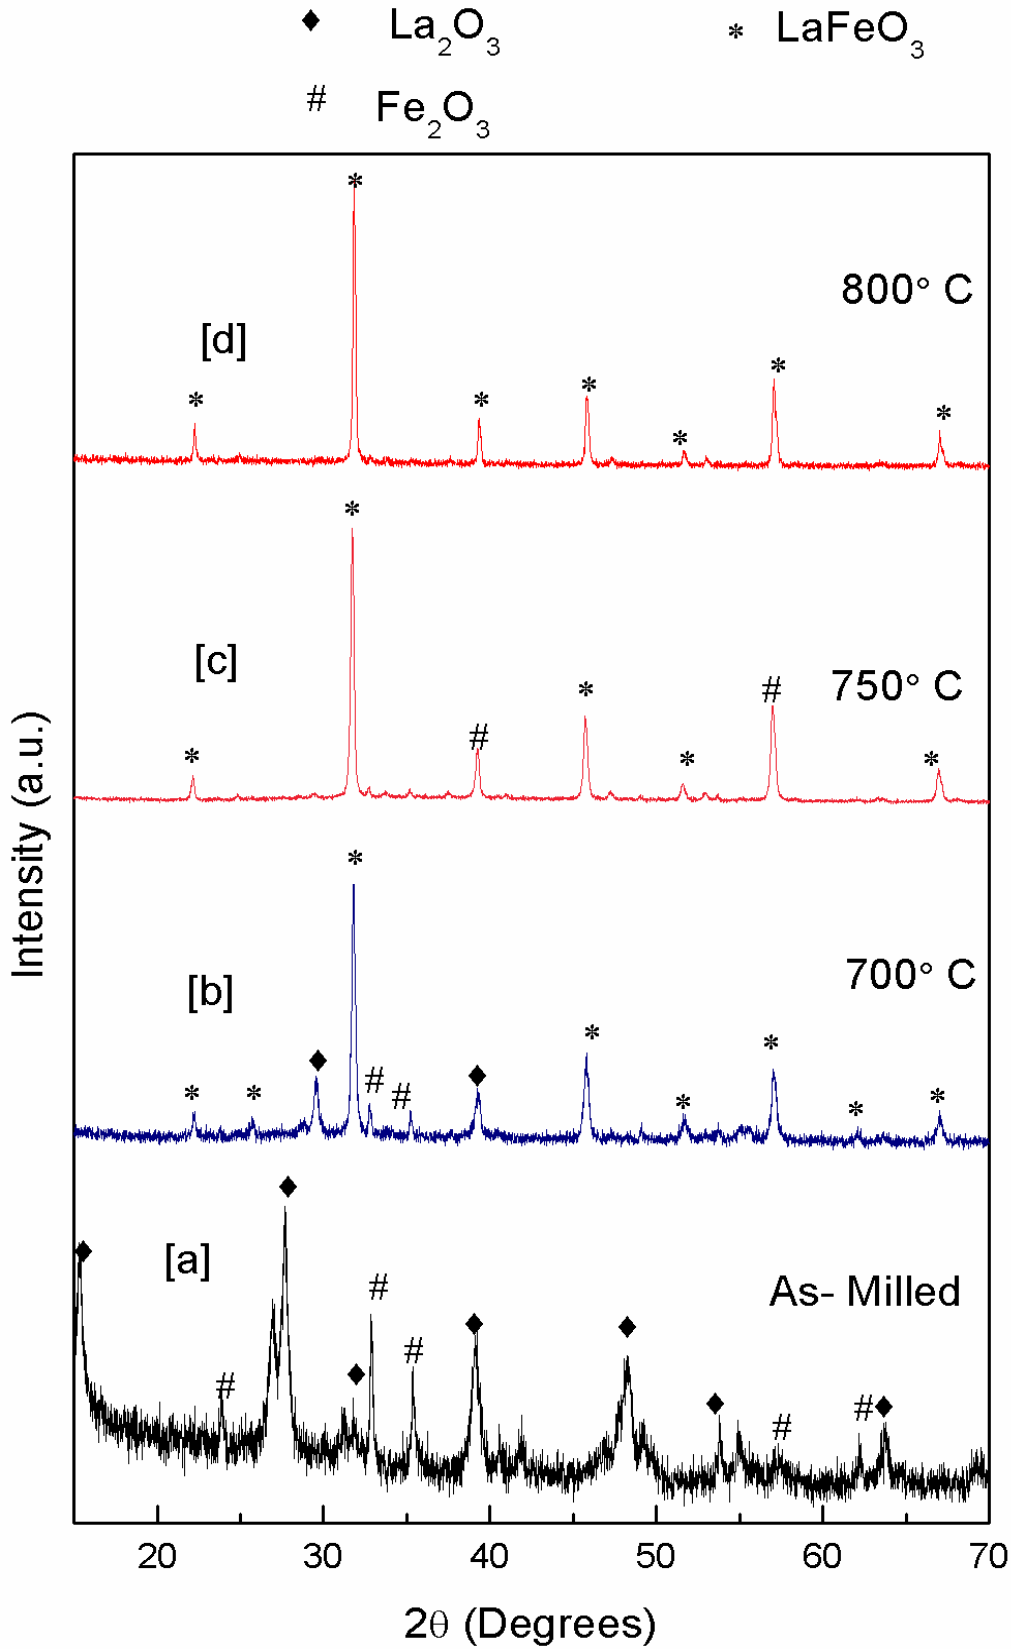 ◆ La₂O₃ * LaFeO₃
# Fe₂O₃
*
800° C
[d]
* * * * * *
*
[c]
750° C
* # * * # *
*
700° C
[b]
* * ◆ # # ◆ * * * * *
◆ ◆
[a]
As- Milled
# ◆ # # ◆ ◆ ◆ # # ◆
20 30 40 50 60 70
2θ (Degrees)
Intensity (a.u.)